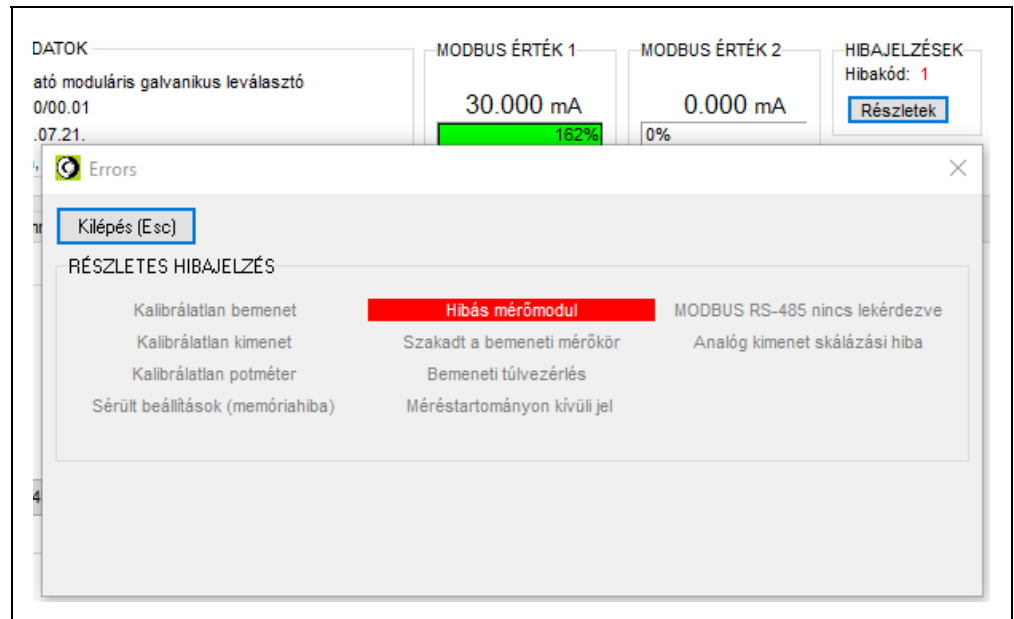 DATOK
ató moduláris galvanikus leválasztó
0/00.01
.07.21.
MODBUS ÉRTÉK 1
30.000 mA
162%
MODBUS ÉRTÉK 2
0.000 mA
0%
HIBAJELZÉSEK
Hibakód: 1
Részletek
Errors
Kilépés (Esc)
RÉSZLETES HIBAJELZÉS
Kalibrálatlan bemenet
Hibás mérőmodul
MODBUS RS-485 nincs lekérdezve
Kalibrálatlan kimenet
Szakadt a bemeneti mérőkör
Analóg kimenet skálázási hiba
Kalibrálatlan potméter
Bemeneti túlvezérlés
Sérült beállítások (memóriahiba)
Méréstartományon kívüli jel
4